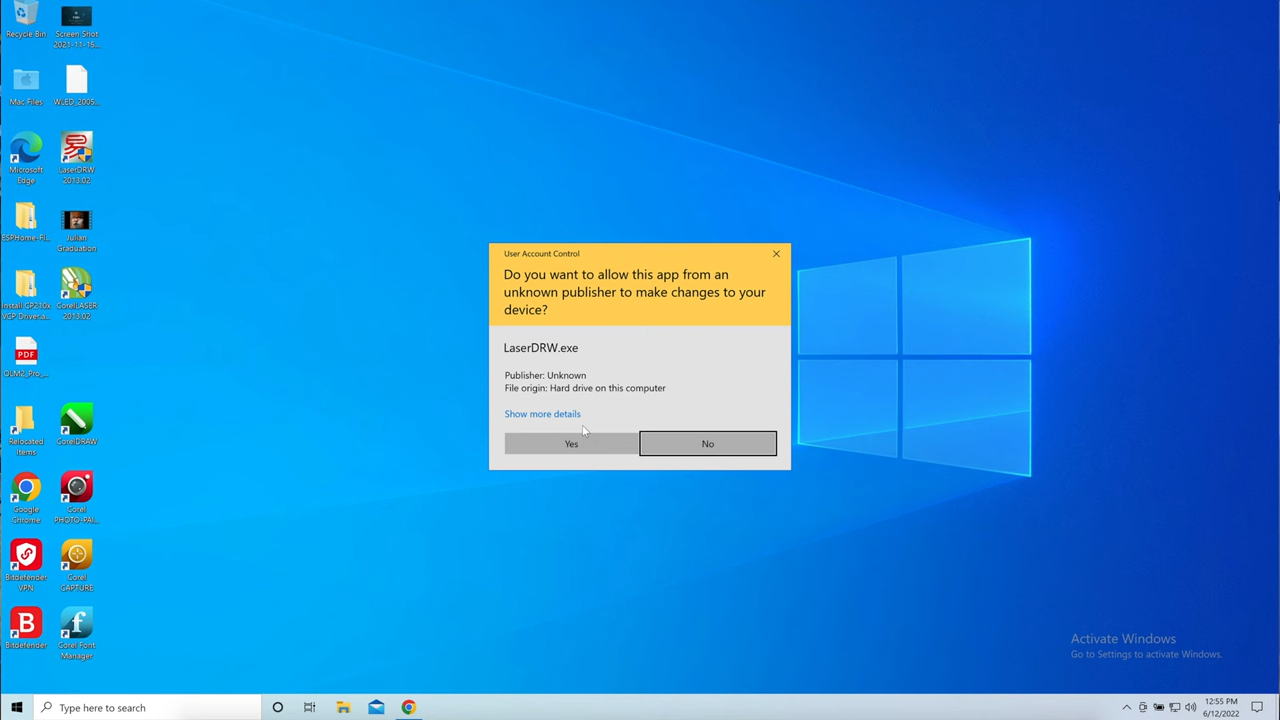 Recycle Bin
Screen Shot
2021-11-15...
Mac Files
WLED_2005...
Microsoft
Edge
LaserDRW
2013.02
ESPHome-Fl...
Julian
Graduation
Install CP210x
VCP Driver.a...
CorelLASER
2013.02
PDF
OLM2_Pro_...
Relocated
Items
CorelDRAW
Google
Chrome
Corel
PHOTO-PAI...
Bitdefender
VPN
Corel
CAPTURE
Bitdefender
Corel Font
Manager
User Account Control
Do you want to allow this app from an
unknown publisher to make changes to your
device?
LaserDRW.exe
Publisher: Unknown
File origin: Hard drive on this computer
Show more details
Yes
No
Activate Windows
Go to Settings to activate Windows.
Type here to search
12:55 PM
6/12/2022